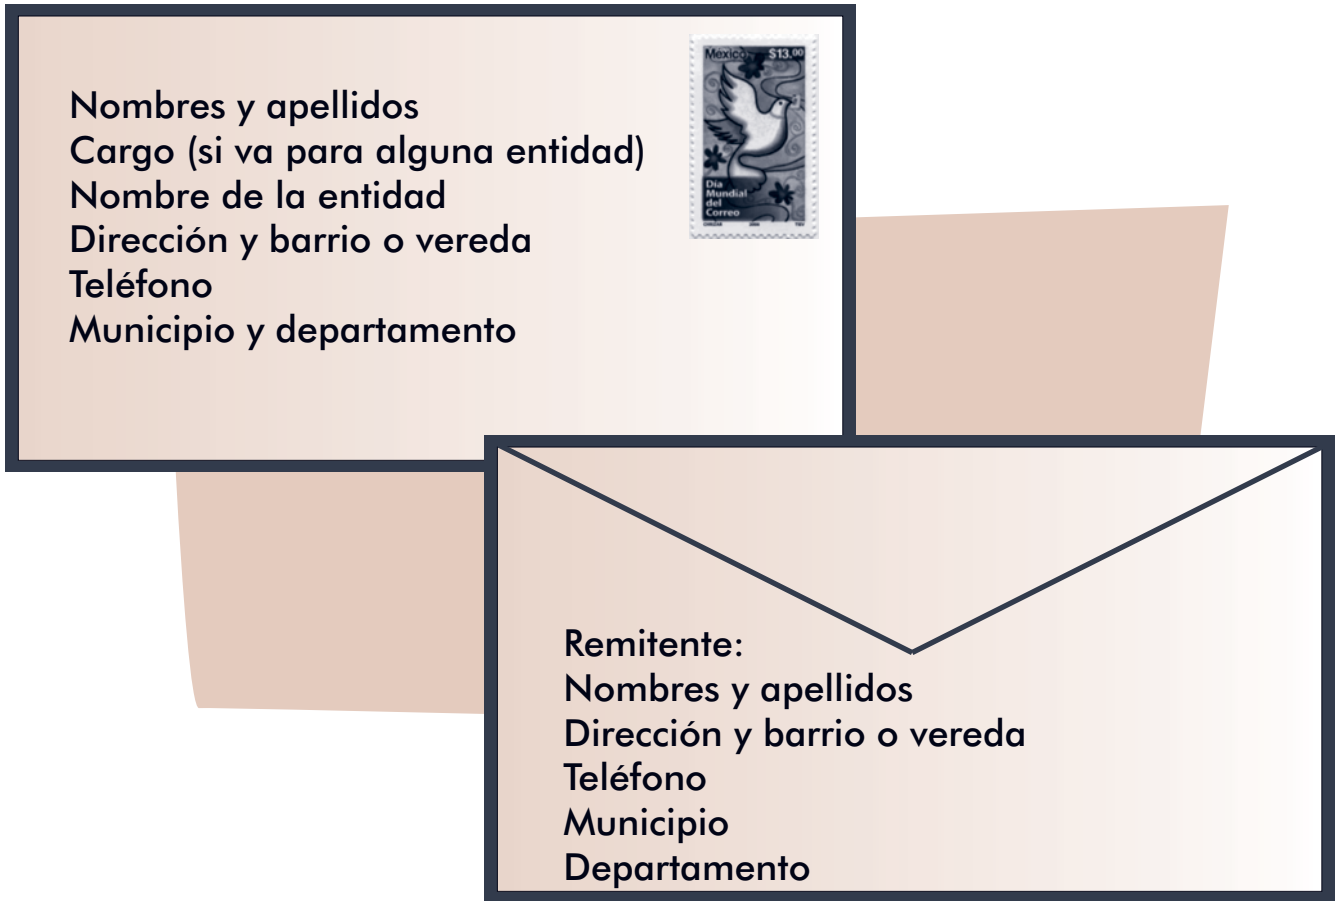 Nombres y apellidos
Cargo (si va para alguna entidad)
Nombre de la entidad
Dirección y barrio o vereda
Teléfono
Municipio y departamento
México $13.00
Día
Mundial
del
Correo
Remitente:
Nombres y apellidos
Dirección y barrio o vereda
Teléfono
Municipio
Departamento